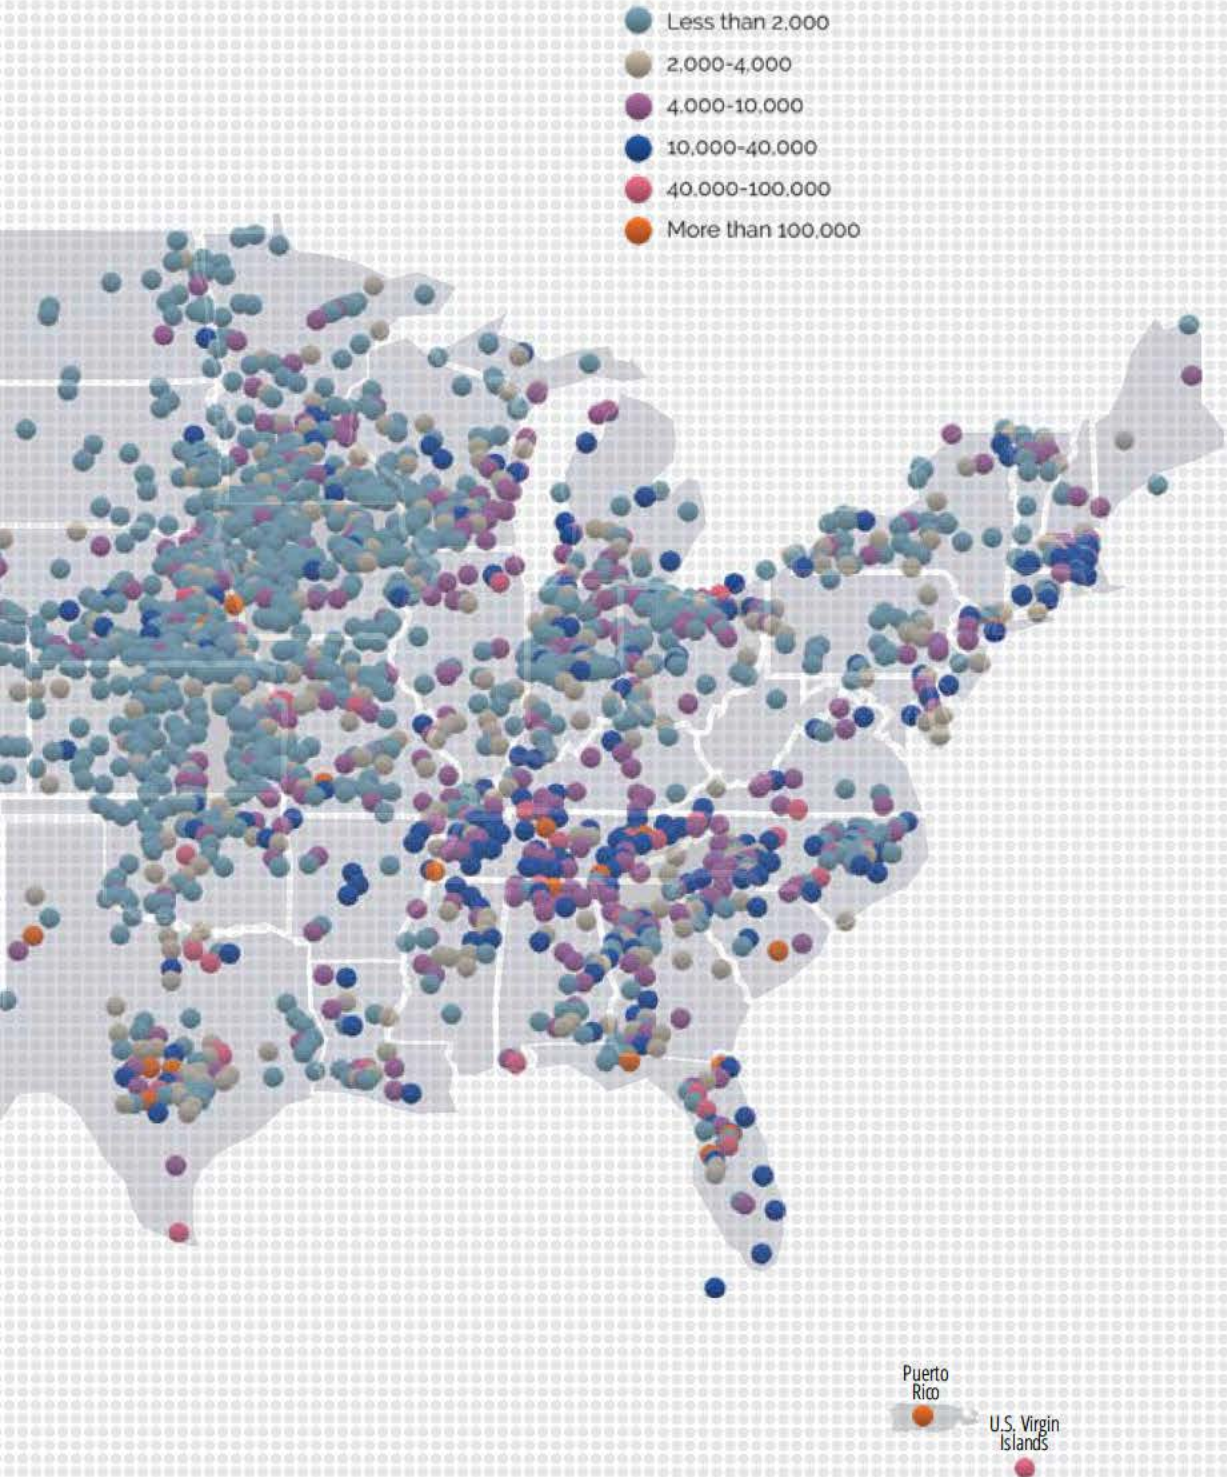 Less than 2,000
2,000-4,000
4,000-10,000
10,000-40,000
40,000-100,000
More than 100,000
Puerto
Rico
U.S. Virgin
Islands